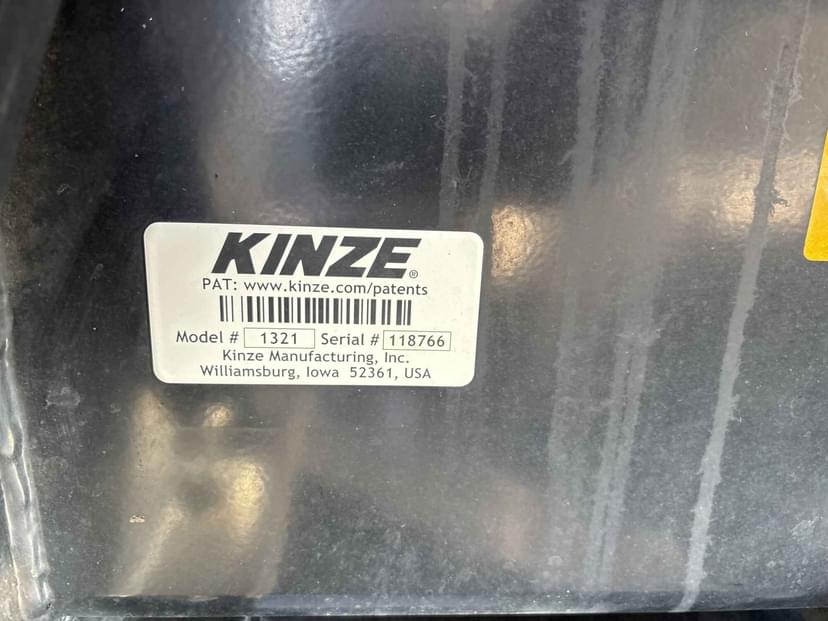 KINZE®
PAT: www.kinze.com/patents
Model # 1321 Serial # 118766
Kinze Manufacturing, Inc.
Williamsburg, Iowa 52361, USA